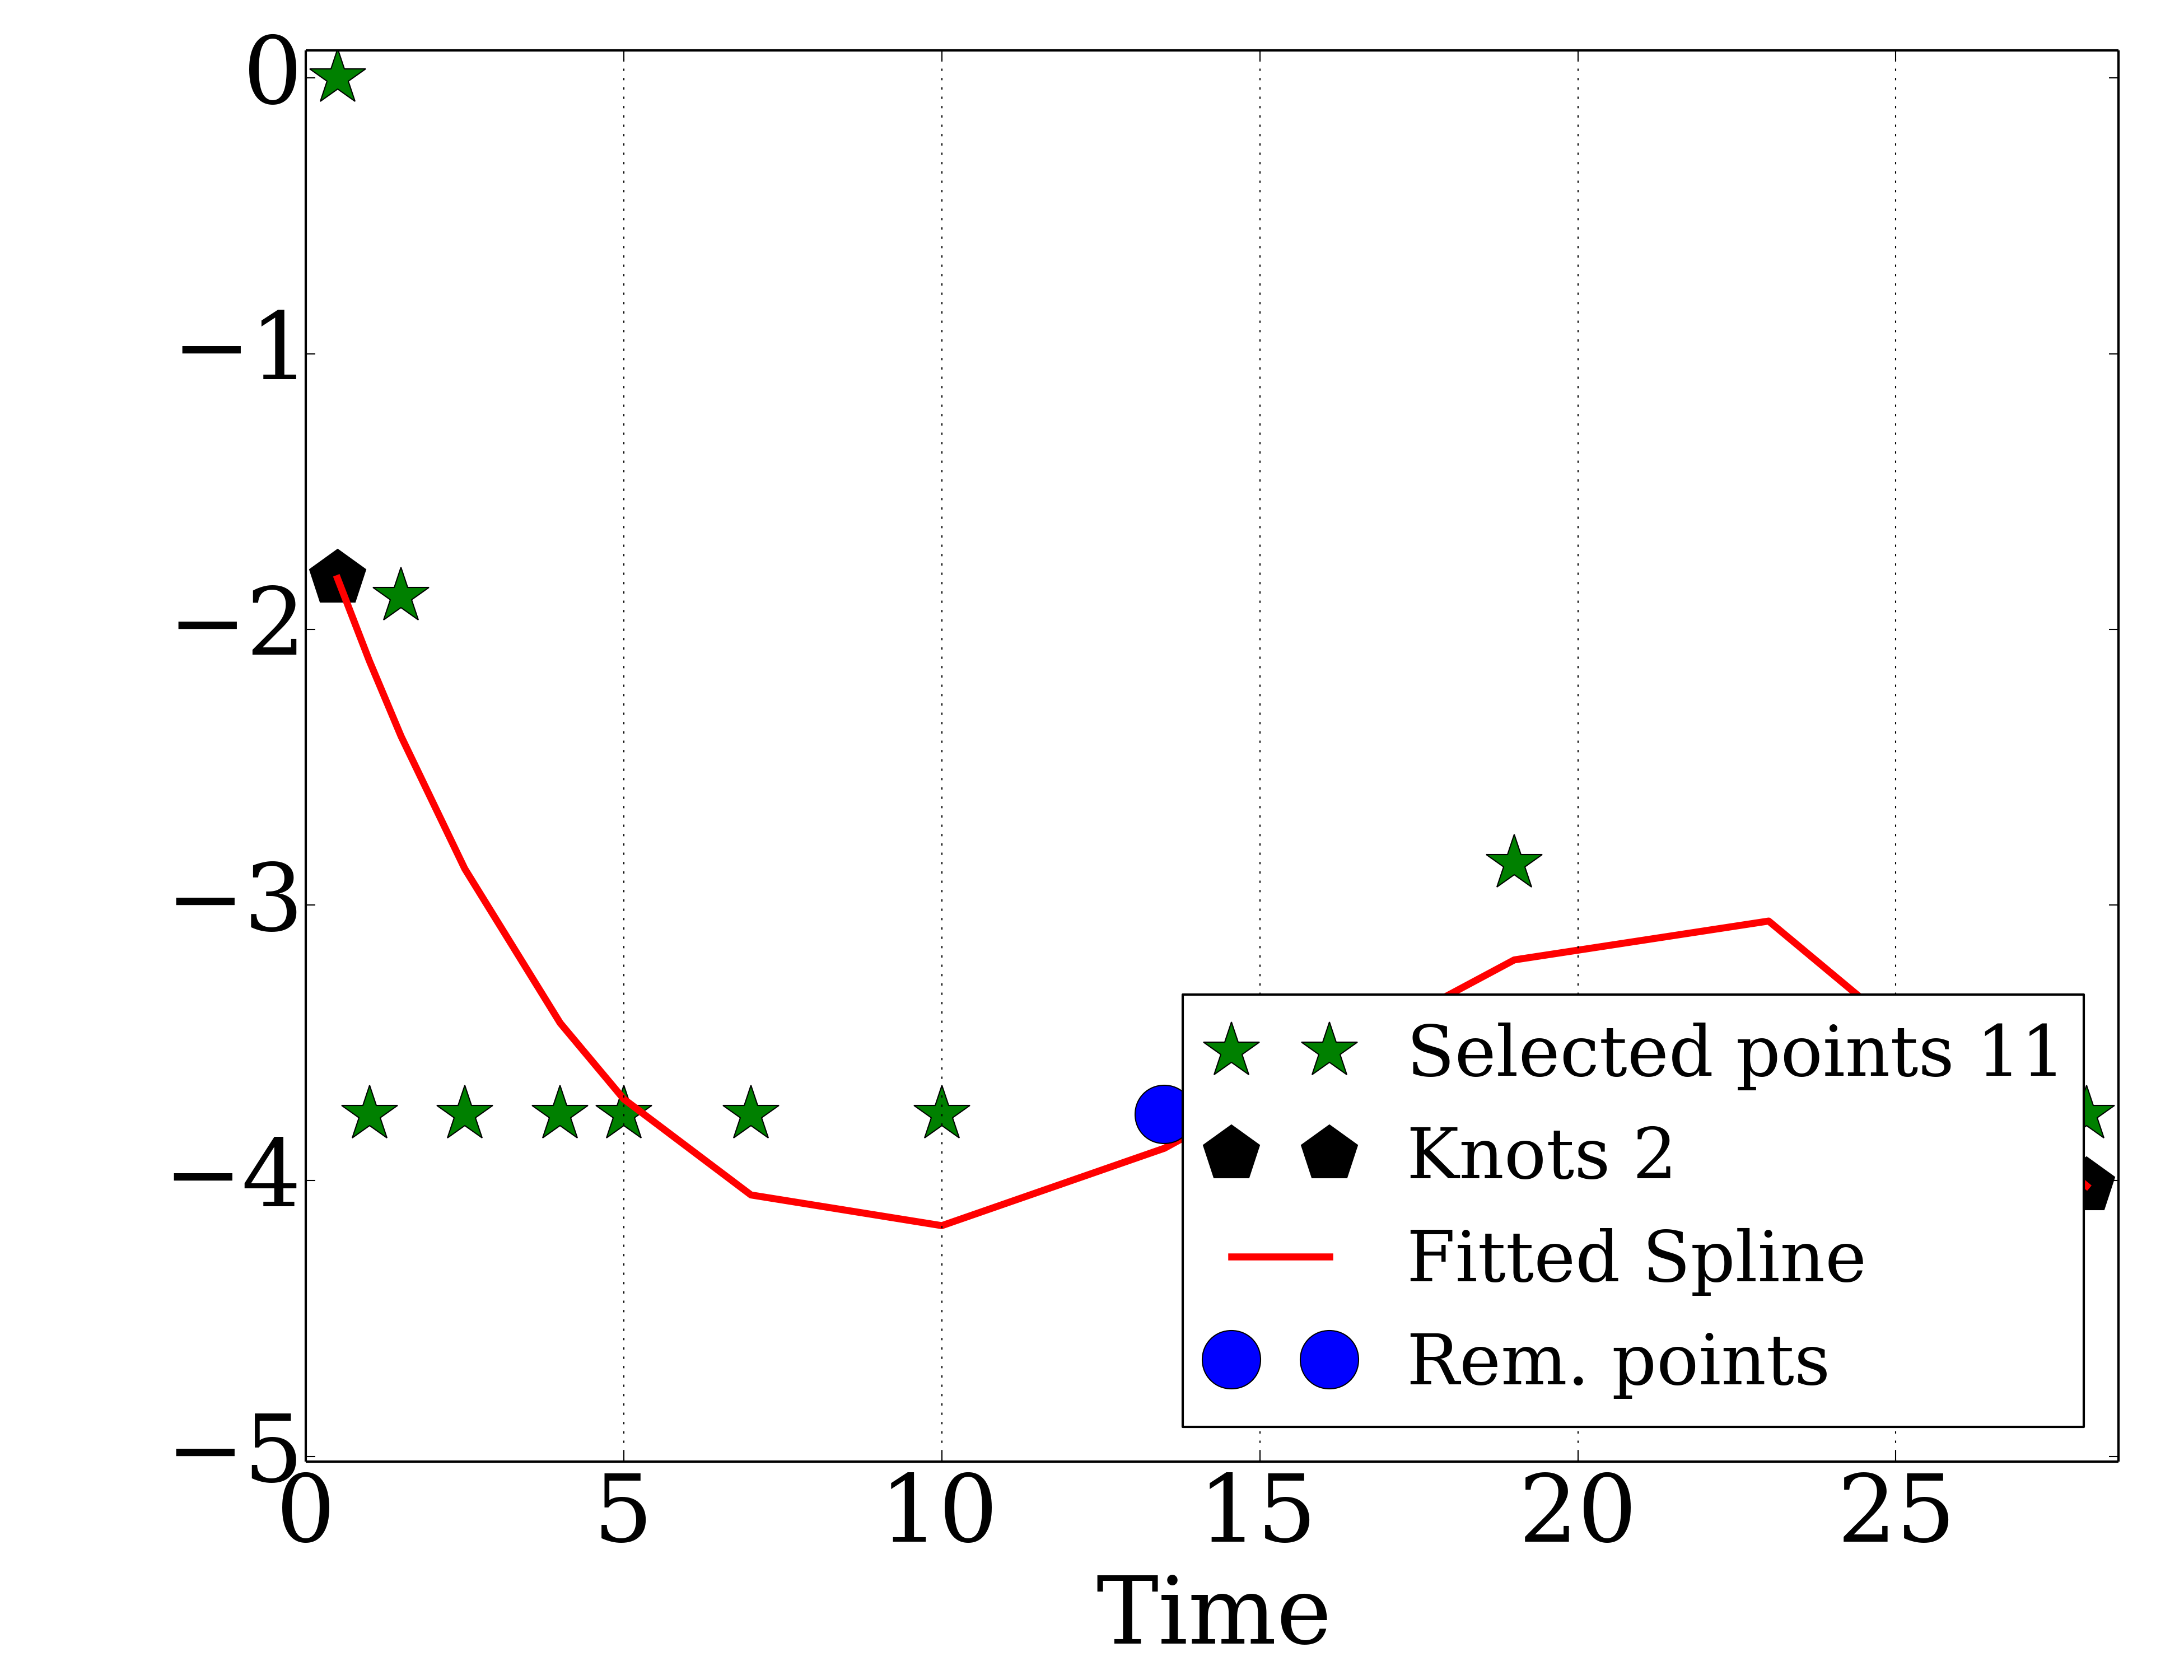 0
−1
−2
−3
−4
−5
Selected points 11
Knots 2
Fitted Spline
Rem. points
0 5 10 15 20 25
Time